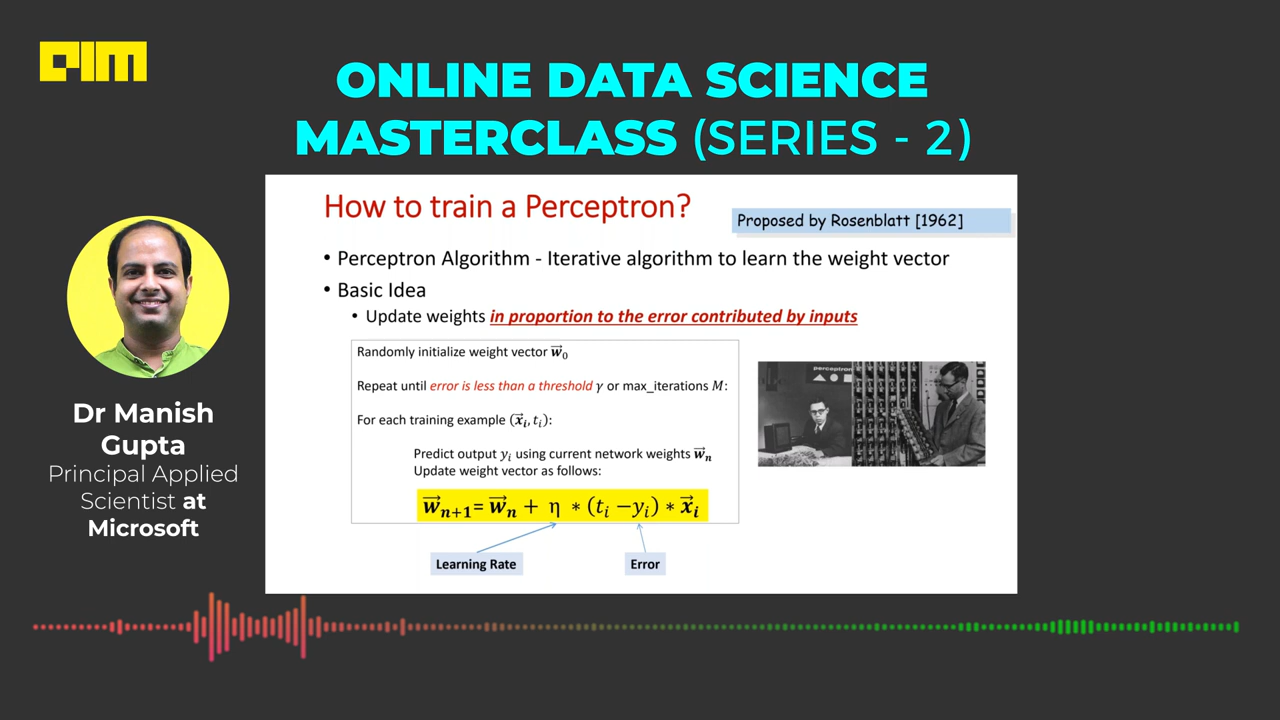 AIM
ONLINE DATA SCIENCE
MASTERCLASS (SERIES - 2)
How to train a Perceptron?
Proposed by Rosenblatt [1962]
• Perceptron Algorithm - Iterative algorithm to learn the weight vector
• Basic Idea
• Update weights in proportion to the error contributed by inputs
Randomly initialize weight vector w⃗₀
Repeat until error is less than a threshold γ or max_iterations M:
For each training example (x⃗ᵢ, tᵢ):
Predict output yᵢ using current network weights w⃗ₙ
Update weight vector as follows:
w⃗ₙ₊₁= w⃗ₙ + η ∗ (tᵢ −yᵢ) ∗ x⃗ᵢ
Learning Rate
Error
perceptron
Dr Manish
Gupta
Principal Applied
Scientist at
Microsoft